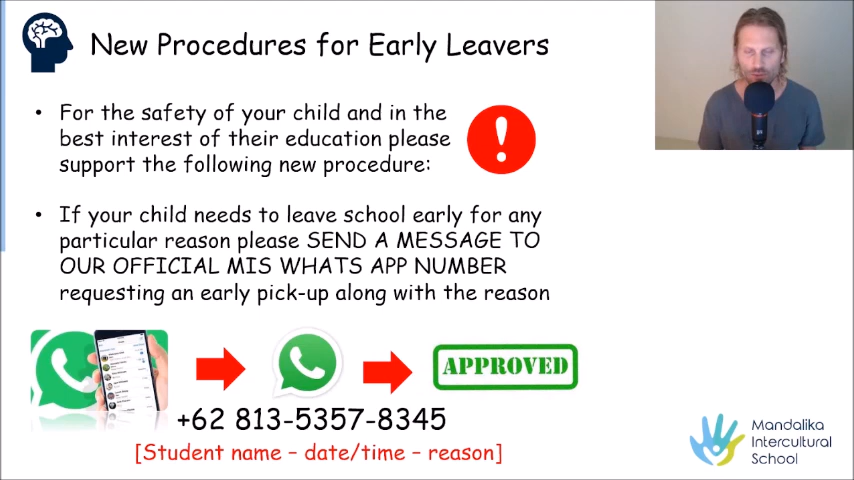 New Procedures for Early Leavers
• For the safety of your child and in the
best interest of their education please
support the following new procedure:
• If your child needs to leave school early for any
particular reason please SEND A MESSAGE TO
OUR OFFICIAL MIS WHATS APP NUMBER
requesting an early pick-up along with the reason
APPROVED
+62 813-5357-8345
[Student name – date/time – reason]
Mandalika
Intercultural
School